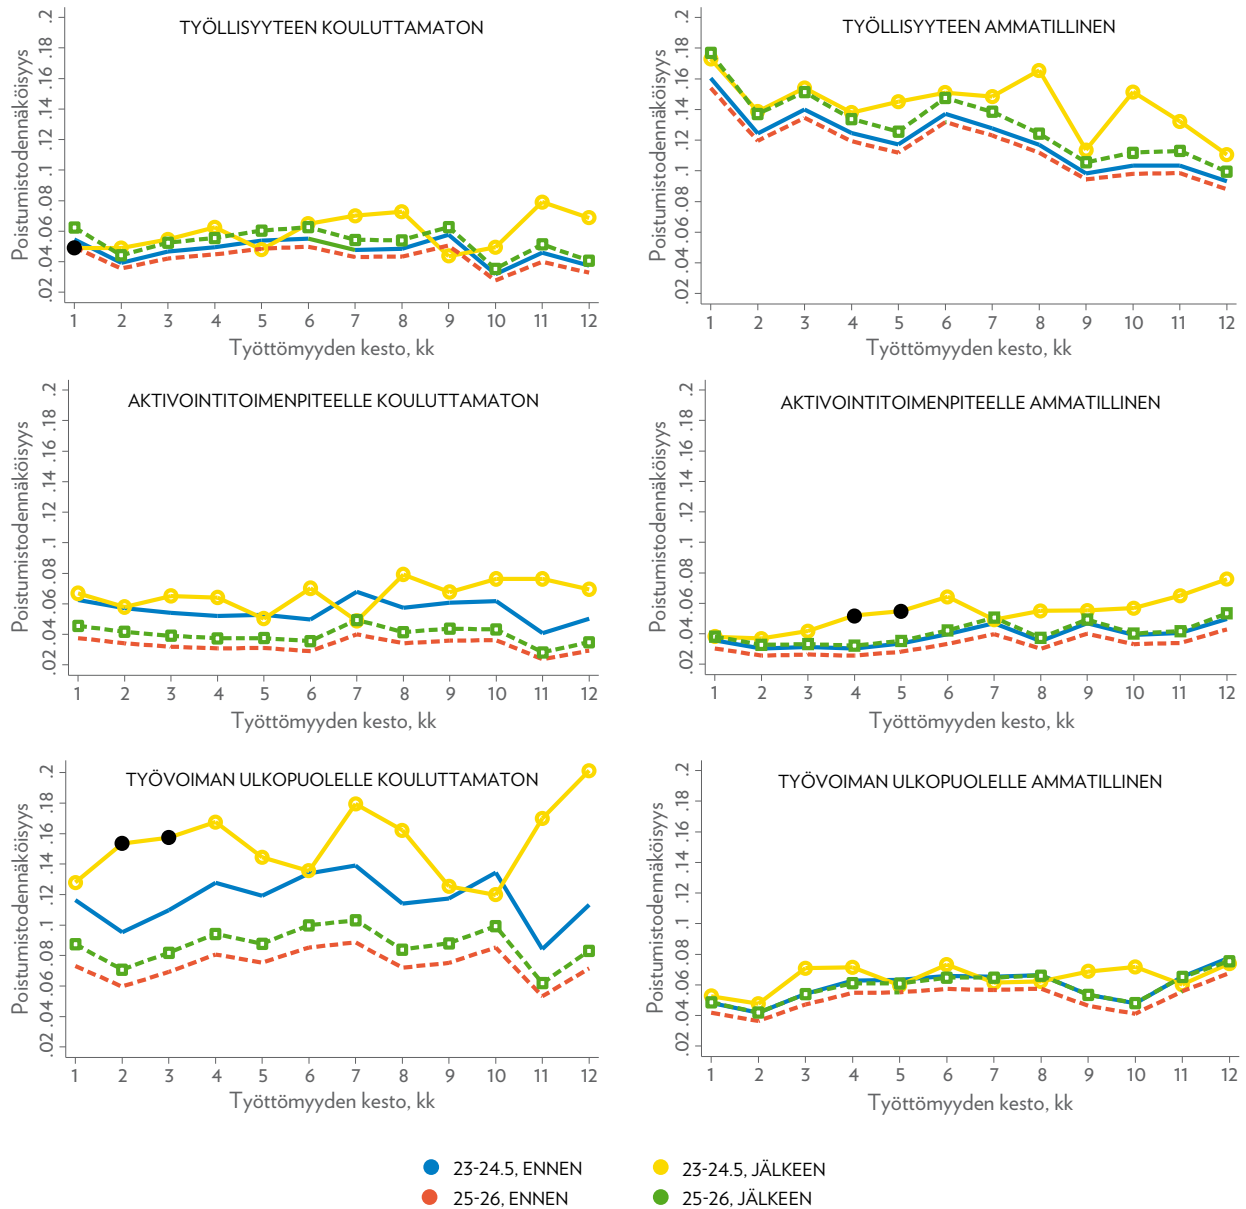 TYÖLLISYYTEEN KOULUTTAMATON
Poistumistodennäköisyys
.02 .04 .06 .08 .1 .12 .14 .16 .18 .2
1 2 3 4 5 6 7 8 9 10 11 12
Työttömyyden kesto, kk
TYÖLLISYYTEEN AMMATILLINEN
Poistumistodennäköisyys
.02 .04 .06 .08 .1 .12 .14 .16 .18 .2
1 2 3 4 5 6 7 8 9 10 11 12
Työttömyyden kesto, kk
AKTIVOINTITOIMENPITEELLE KOULUTTAMATON
Poistumistodennäköisyys
.02 .04 .06 .08 .1 .12 .14 .16 .18 .2
1 2 3 4 5 6 7 8 9 10 11 12
Työttömyyden kesto, kk
AKTIVOINTITOIMENPITEELLE AMMATILLINEN
Poistumistodennäköisyys
.02 .04 .06 .08 .1 .12 .14 .16 .18 .2
1 2 3 4 5 6 7 8 9 10 11 12
Työttömyyden kesto, kk
TYÖVOIMAN ULKOPUOLELLE KOULUTTAMATON
Poistumistodennäköisyys
.02 .04 .06 .08 .1 .12 .14 .16 .18 .2
1 2 3 4 5 6 7 8 9 10 11 12
Työttömyyden kesto, kk
TYÖVOIMAN ULKOPUOLELLE AMMATILLINEN
Poistumistodennäköisyys
.02 .04 .06 .08 .1 .12 .14 .16 .18 .2
1 2 3 4 5 6 7 8 9 10 11 12
Työttömyyden kesto, kk
23-24.5, ENNEN
23-24.5, JÄLKEEN
25-26, ENNEN
25-26, JÄLKEEN